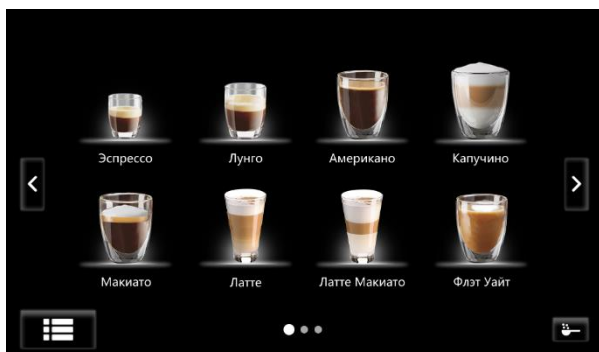 Эспрессо
Лунго
Американо
Капучино
Макиато
Латте
Латте Макиато
Флэт Уайт